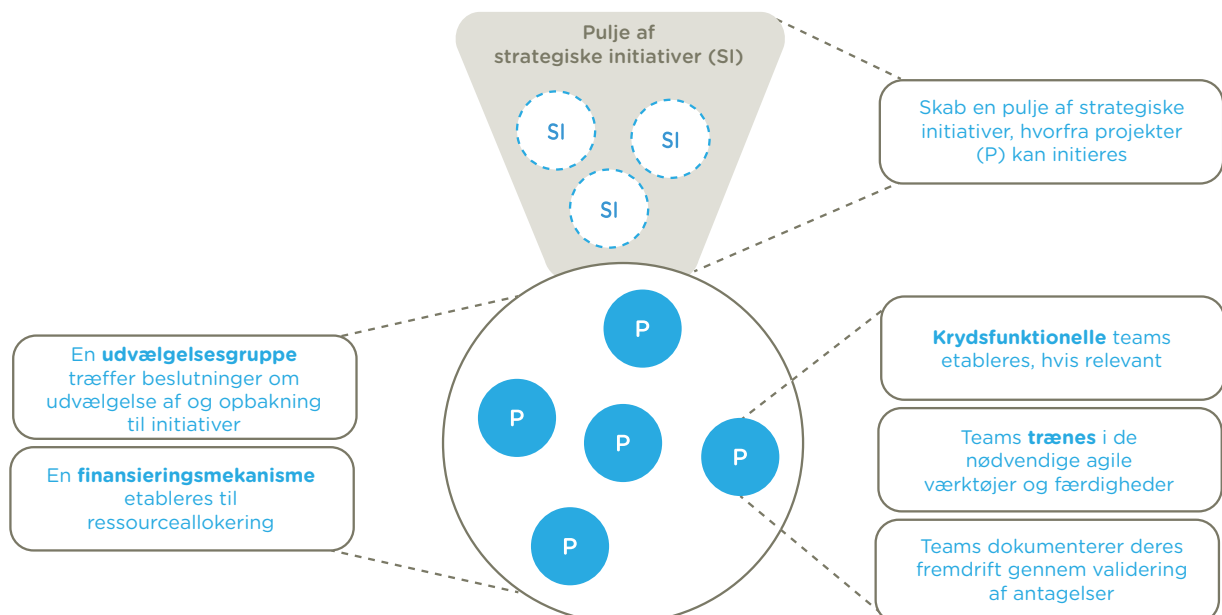 Pulje af
strategiske initiativer (SI)
SI
SI
SI
Skab en pulje af strategiske
initiativer, hvorfra projekter
(P) kan initieres
P
P
P
P
P
En udvælgelsesgruppe
træffer beslutninger om
udvælgelse af og opbakning
til initiativer
En finansieringsmekanisme
etableres til
ressourceallokering
Krydsfunktionelle teams
etableres, hvis relevant
Teams trænes i de
nødvendige agile
værktøjer og færdigheder
Teams dokumenterer deres
fremdrift gennem validering
af antagelser